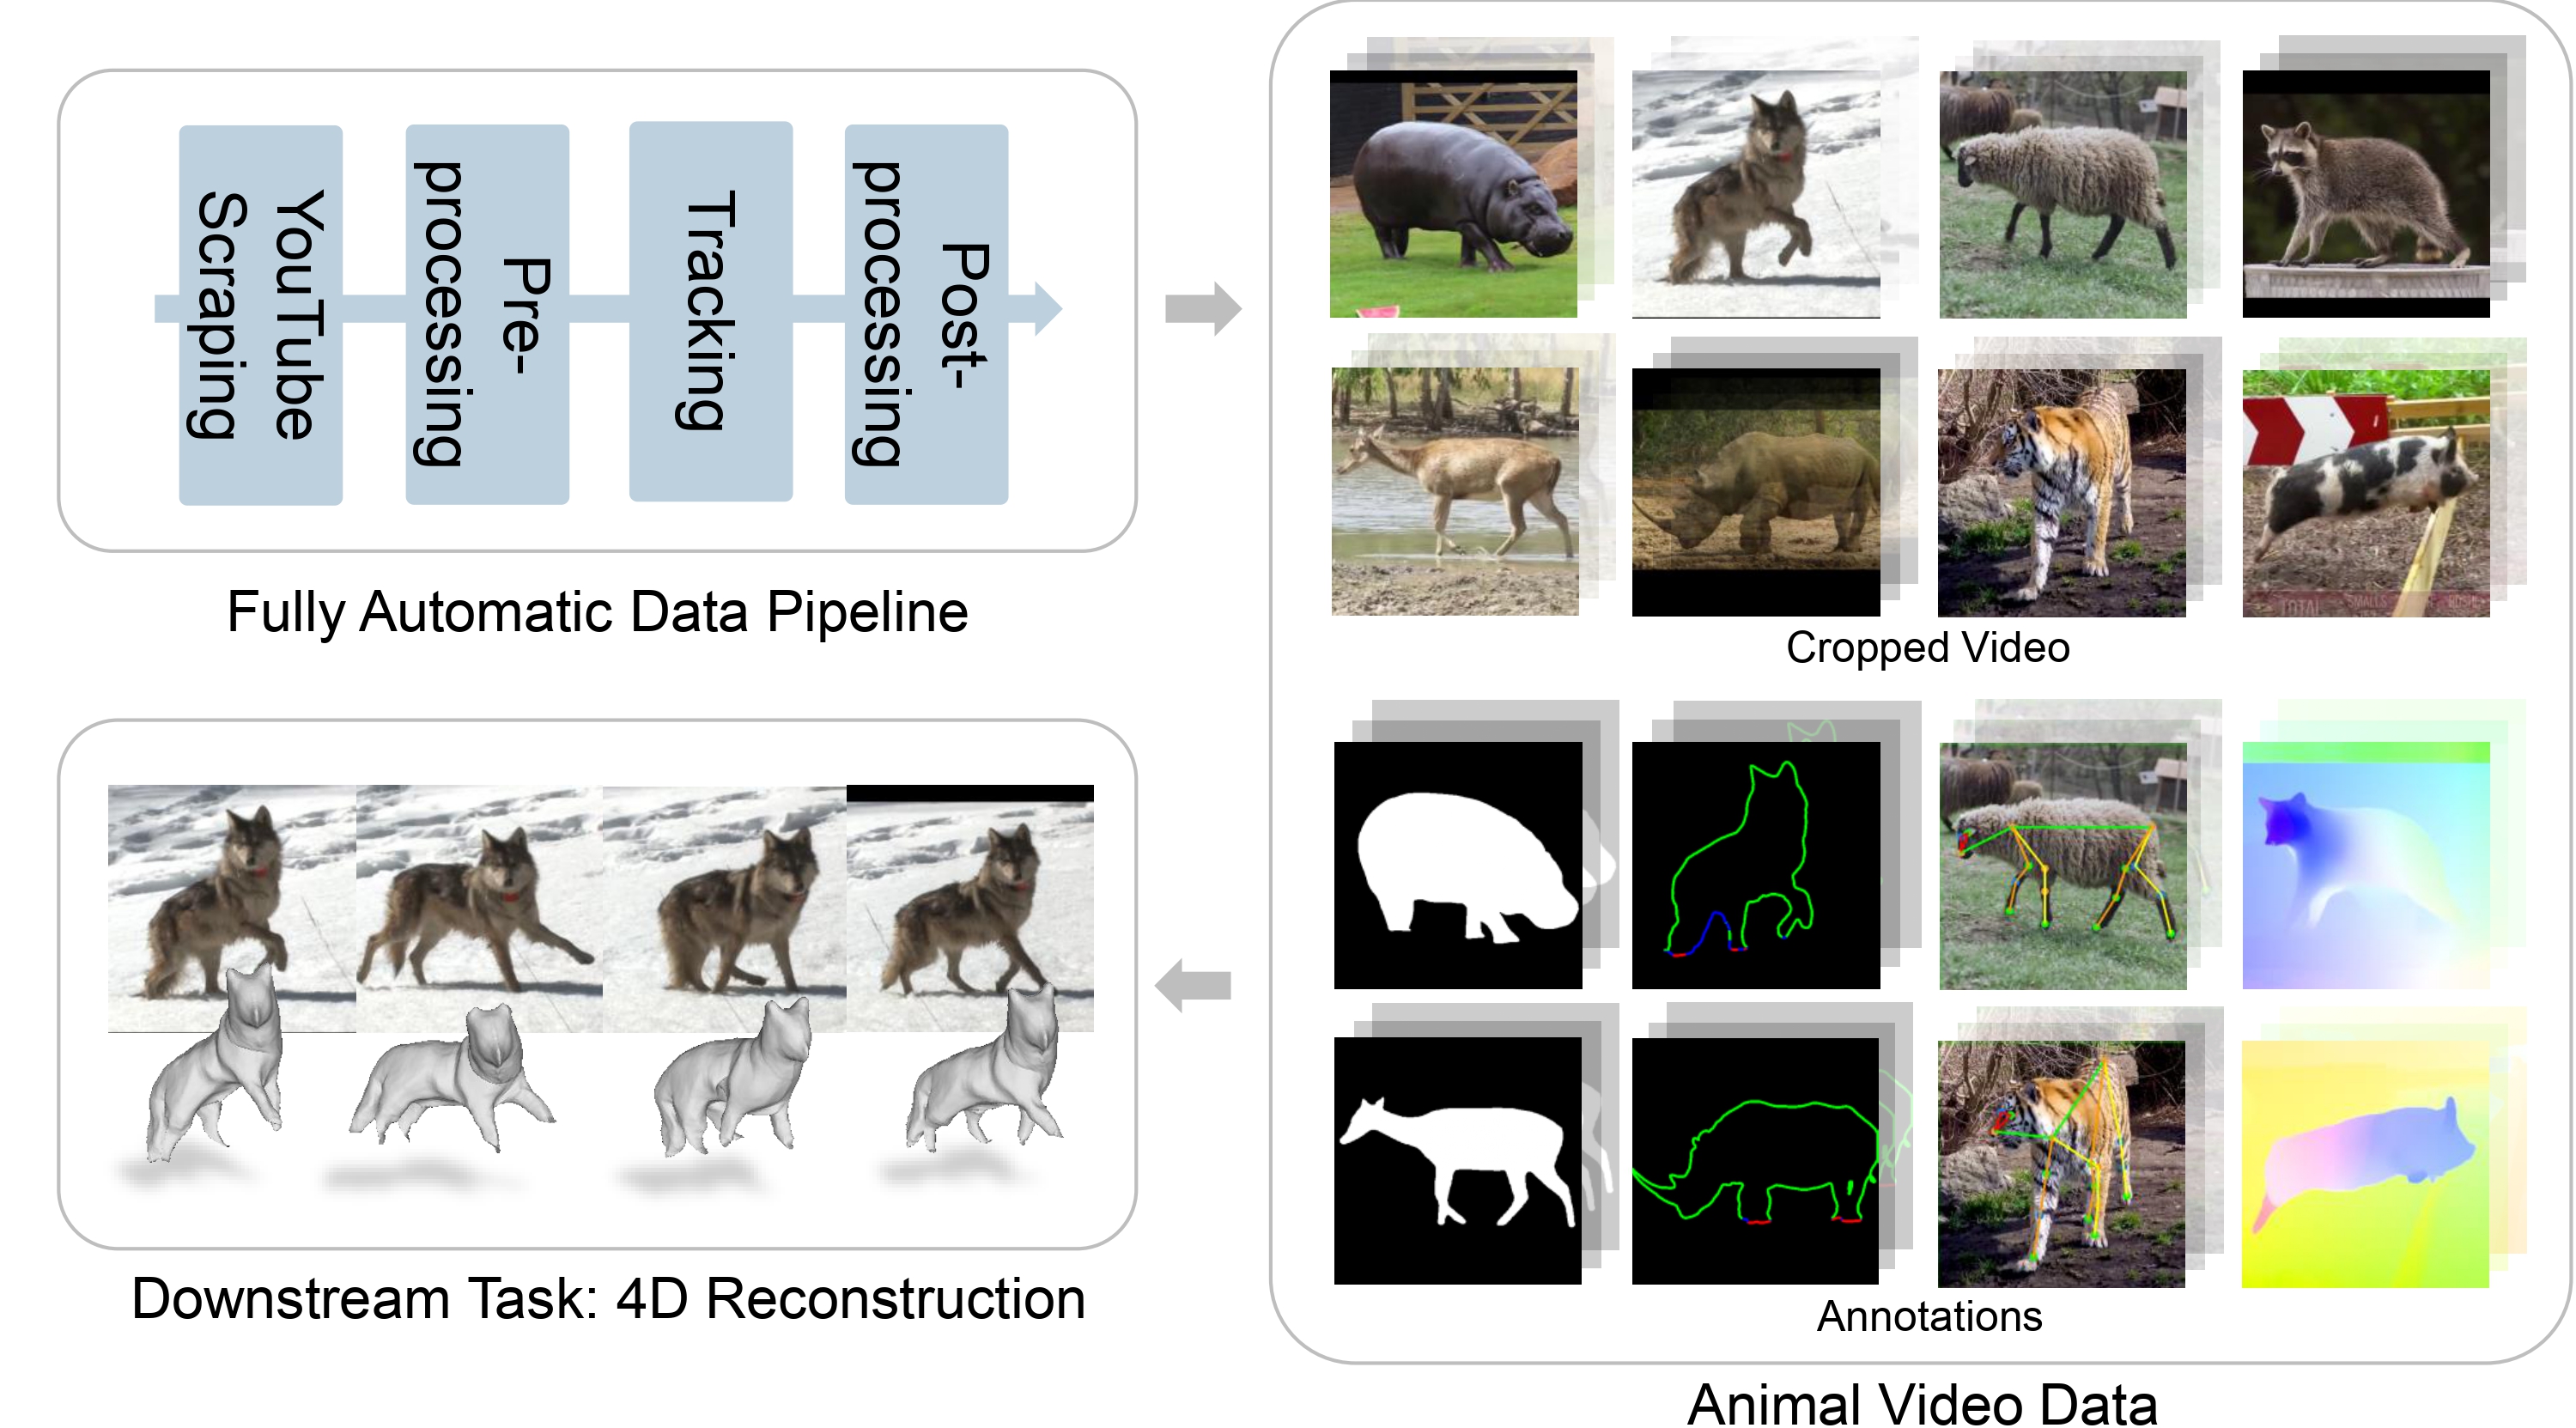 YouTube
Scraping
Pre-
processing
Tracking
Post-
processing
Fully Automatic Data Pipeline
Cropped Video
Annotations
Animal Video Data
Downstream Task: 4D Reconstruction
TOTAL